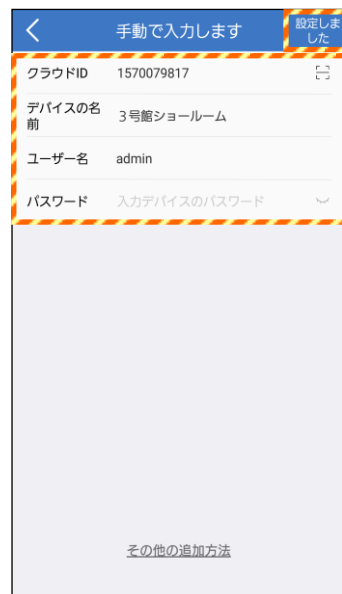 手動で入力します
設定しま
した
クラウドID 1570079817
デバイスの名
前
３号館ショールーム
ユーザー名 admin
パスワード 入力デバイスのパスワード
その他の追加方法